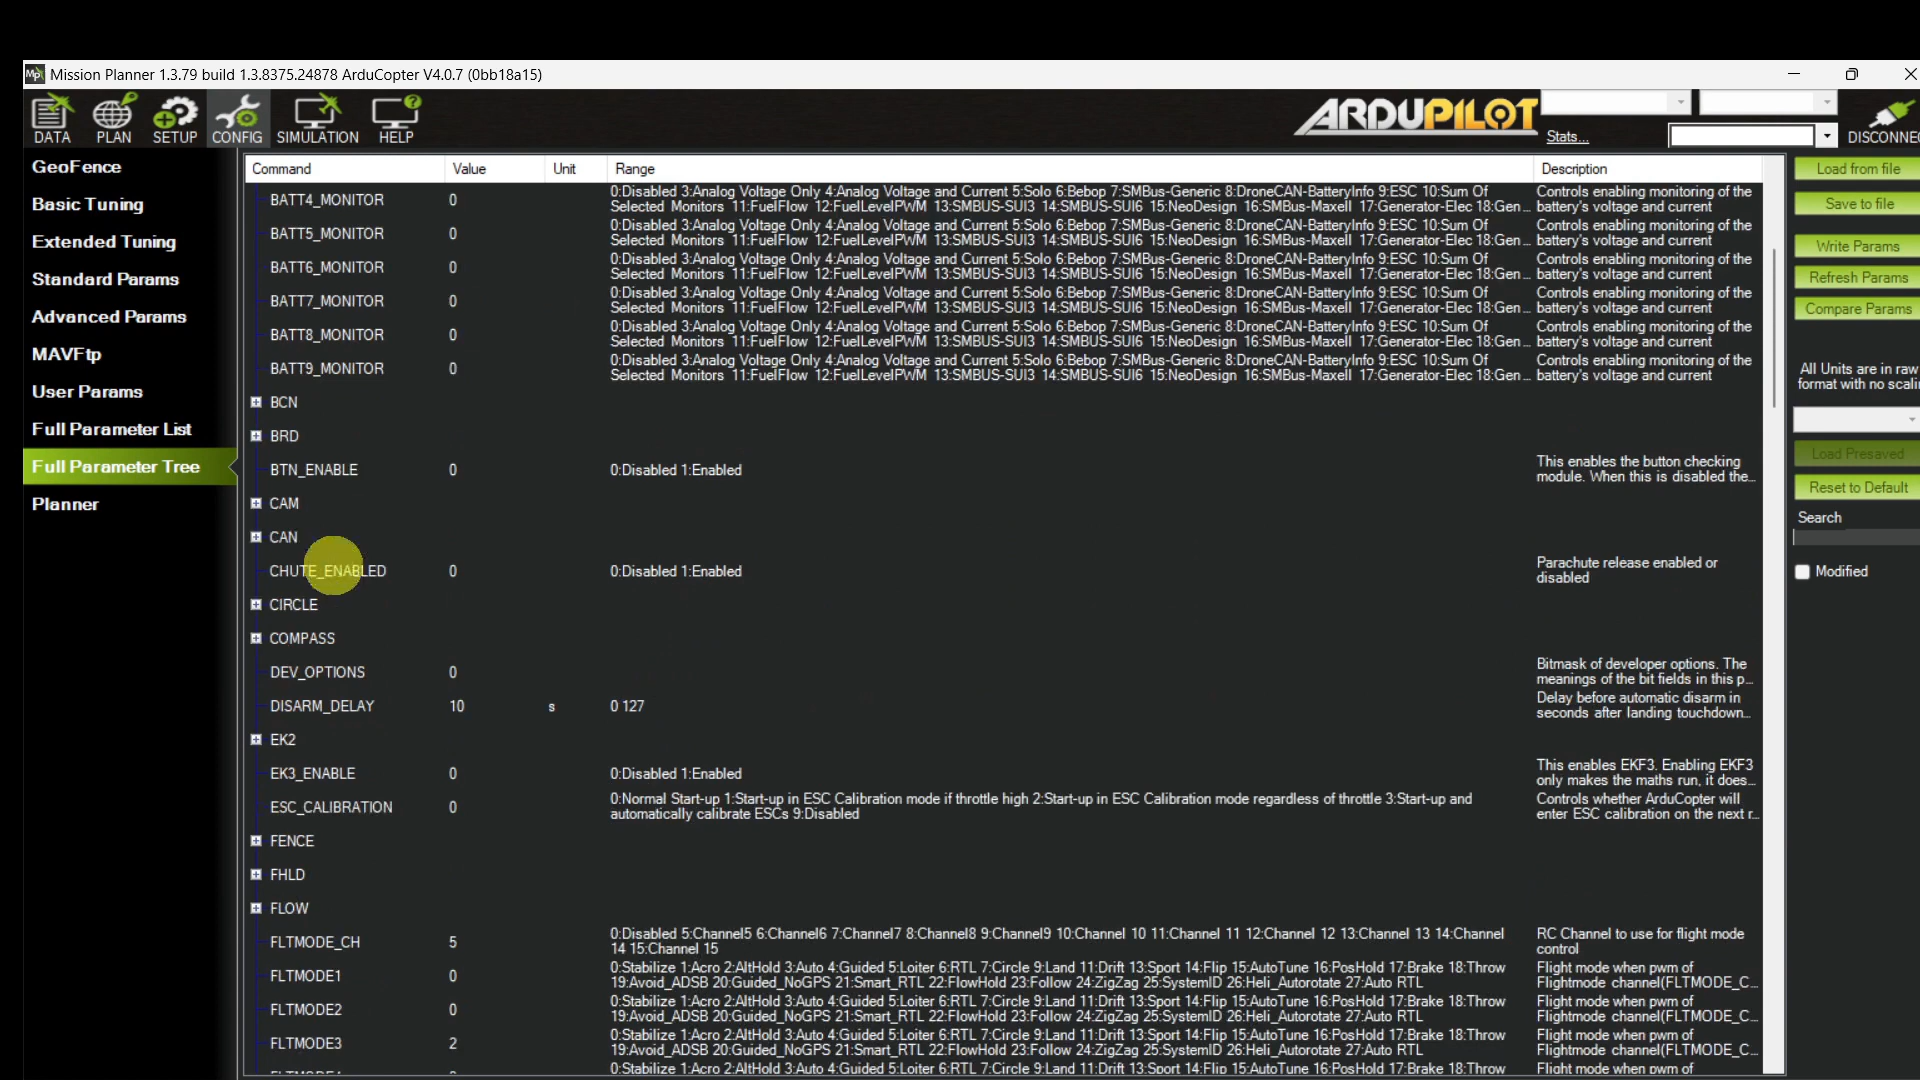 Mission Planner 1.3.79 build 1.3.8375.24878 ArduCopter V4.0.7 (0bb18a15)
DATA PLAN SETUP CONFIG SIMULATION HELP
ARDUPILOT
Stats...
DISCONNE
GeoFence
Basic Tuning
Extended Tuning
Standard Params
Advanced Params
MAVFtp
User Params
Full Parameter List
Full Parameter Tree
Planner
Command Value Unit Range Description
BATT4_MONITOR 0 0:Disabled 3:Analog Voltage Only 4:Analog Voltage and Current 5:Solo 6:Bebop 7:SMBus-Generic 8:DroneCAN-BatteryInfo 9:ESC 10:Sum Of Controls enabling monitoring of the
Selected Monitors 11:FuelFlow 12:FuelLevelPWM 13:SMBUS-SUI3 14:SMBUS-SUI6 15:NeoDesign 16:SMBus-Maxell 17:Generator-Elec 18:Gen... battery's voltage and current
BATT5_MONITOR 0 0:Disabled 3:Analog Voltage Only 4:Analog Voltage and Current 5:Solo 6:Bebop 7:SMBus-Generic 8:DroneCAN-BatteryInfo 9:ESC 10:Sum Of Controls enabling monitoring of the
Selected Monitors 11:FuelFlow 12:FuelLevelPWM 13:SMBUS-SUI3 14:SMBUS-SUI6 15:NeoDesign 16:SMBus-Maxell 17:Generator-Elec 18:Gen... battery's voltage and current
BATT6_MONITOR 0 0:Disabled 3:Analog Voltage Only 4:Analog Voltage and Current 5:Solo 6:Bebop 7:SMBus-Generic 8:DroneCAN-BatteryInfo 9:ESC 10:Sum Of Controls enabling monitoring of the
Selected Monitors 11:FuelFlow 12:FuelLevelPWM 13:SMBUS-SUI3 14:SMBUS-SUI6 15:NeoDesign 16:SMBus-Maxell 17:Generator-Elec 18:Gen... battery's voltage and current
BATT7_MONITOR 0 0:Disabled 3:Analog Voltage Only 4:Analog Voltage and Current 5:Solo 6:Bebop 7:SMBus-Generic 8:DroneCAN-BatteryInfo 9:ESC 10:Sum Of Controls enabling monitoring of the
Selected Monitors 11:FuelFlow 12:FuelLevelPWM 13:SMBUS-SUI3 14:SMBUS-SUI6 15:NeoDesign 16:SMBus-Maxell 17:Generator-Elec 18:Gen... battery's voltage and current
BATT8_MONITOR 0 0:Disabled 3:Analog Voltage Only 4:Analog Voltage and Current 5:Solo 6:Bebop 7:SMBus-Generic 8:DroneCAN-BatteryInfo 9:ESC 10:Sum Of Controls enabling monitoring of the
Selected Monitors 11:FuelFlow 12:FuelLevelPWM 13:SMBUS-SUI3 14:SMBUS-SUI6 15:NeoDesign 16:SMBus-Maxell 17:Generator-Elec 18:Gen... battery's voltage and current
BATT9_MONITOR 0 0:Disabled 3:Analog Voltage Only 4:Analog Voltage and Current 5:Solo 6:Bebop 7:SMBus-Generic 8:DroneCAN-BatteryInfo 9:ESC 10:Sum Of Controls enabling monitoring of the
Selected Monitors 11:FuelFlow 12:FuelLevelPWM 13:SMBUS-SUI3 14:SMBUS-SUI6 15:NeoDesign 16:SMBus-Maxell 17:Generator-Elec 18:Gen... battery's voltage and current
BCN
BRD
BTN_ENABLE 0 0:Disabled 1:Enabled This enables the button checking
module. When this is disabled the...
CAM
CAN
CHUTE_ENABLED 0 0:Disabled 1:Enabled Parachute release enabled or
disabled
CIRCLE
COMPASS
DEV_OPTIONS 0 Bitmask of developer options. The
meanings of the bit fields in this p...
DISARM_DELAY 10 s 0 127 Delay before automatic disarm in
seconds after landing touchdown...
EK2
EK3_ENABLE 0 0:Disabled 1:Enabled This enables EKF3. Enabling EKF3
only makes the maths run, it does...
ESC_CALIBRATION 0 0:Normal Start-up 1:Start-up in ESC Calibration mode if throttle high 2:Start-up in ESC Calibration mode regardless of throttle 3:Start-up and Controls whether ArduCopter will
automatically calibrate ESCs 9:Disabled enter ESC calibration on the next r...
FENCE
FHLD
FLOW
FLTMODE_CH 5 0:Disabled 5:Channel5 6:Channel6 7:Channel7 8:Channel8 9:Channel9 10:Channel 10 11:Channel 11 12:Channel 12 13:Channel 13 14:Channel RC Channel to use for flight mode
14 15:Channel 15 control
FLTMODE1 0 0:Stabilize 1:Acro 2:AltHold 3:Auto 4:Guided 5:Loiter 6:RTL 7:Circle 9:Land 11:Drift 13:Sport 14:Flip 15:AutoTune 16:PosHold 17:Brake 18:Throw Flight mode when pwm of
19:Avoid_ADSB 20:Guided_NoGPS 21:Smart_RTL 22:FlowHold 23:Follow 24:ZigZag 25:SystemID 26:Heli_Autorotate 27:Auto RTL Flightmode channel(FLTMODE_C...
FLTMODE2 0 0:Stabilize 1:Acro 2:AltHold 3:Auto 4:Guided 5:Loiter 6:RTL 7:Circle 9:Land 11:Drift 13:Sport 14:Flip 15:AutoTune 16:PosHold 17:Brake 18:Throw Flight mode when pwm of
19:Avoid_ADSB 20:Guided_NoGPS 21:Smart_RTL 22:FlowHold 23:Follow 24:ZigZag 25:SystemID 26:Heli_Autorotate 27:Auto RTL Flightmode channel(FLTMODE_C...
FLTMODE3 2 0:Stabilize 1:Acro 2:AltHold 3:Auto 4:Guided 5:Loiter 6:RTL 7:Circle 9:Land 11:Drift 13:Sport 14:Flip 15:AutoTune 16:PosHold 17:Brake 18:Throw Flight mode when pwm of
19:Avoid_ADSB 20:Guided_NoGPS 21:Smart_RTL 22:FlowHold 23:Follow 24:ZigZag 25:SystemID 26:Heli_Autorotate 27:Auto RTL Flightmode channel(FLTMODE_C...
0:Stabilize 1:Acro 2:AltHold 3:Auto 4:Guided 5:Loiter 6:RTL 7:Circle 9:Land 11:Drift 13:Sport 14:Flip 15:AutoTune 16:PosHold 17:Brake 18:Throw Flight mode when pwm of
Load from file
Save to file
Write Params
Refresh Params
Compare Params
All Units are in raw
format with no scali
Load Presaved
Reset to Default
Search
Modified